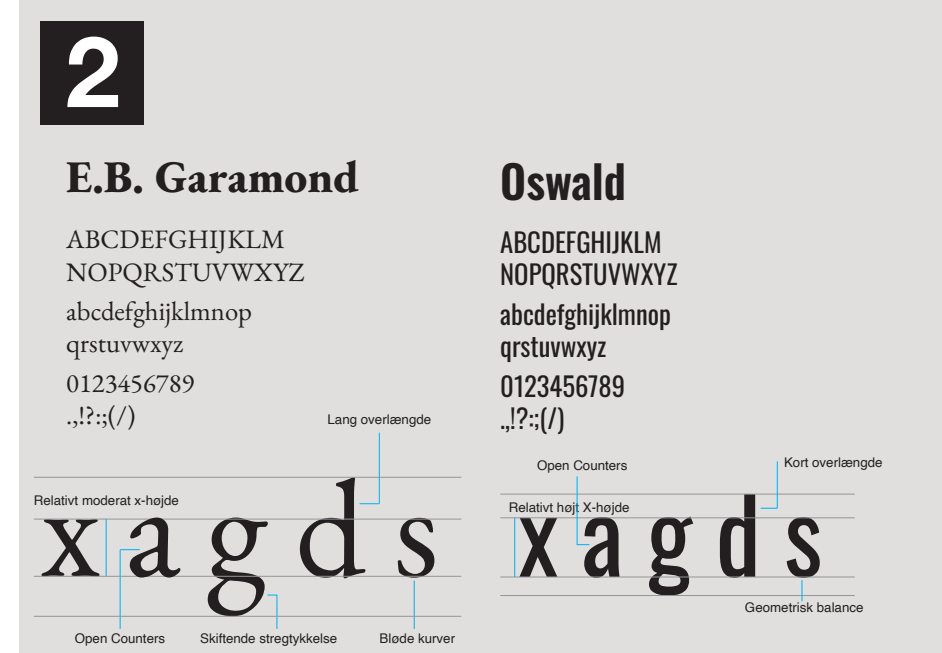 2
E.B. Garamond
ABCDEFGHIJKLM
NOPQRSTUVWXYZ
abcdefghijklmnop
qrstuvwxyz
0123456789
.,!?:;(/)
Lang overlængde
Relativt moderat x-højde
x a g d s
Open Counters
Skiftende stregtykkelse
Bløde kurver
Oswald
ABCDEFGHIJKLM
NOPQRSTUVWXYZ
abcdefghijklmnop
qrstuvwxyz
0123456789
.,!?:;(/)
Open Counters
Kort overlængde
Relativt højt X-højde
x a g d s
Geometrisk balance